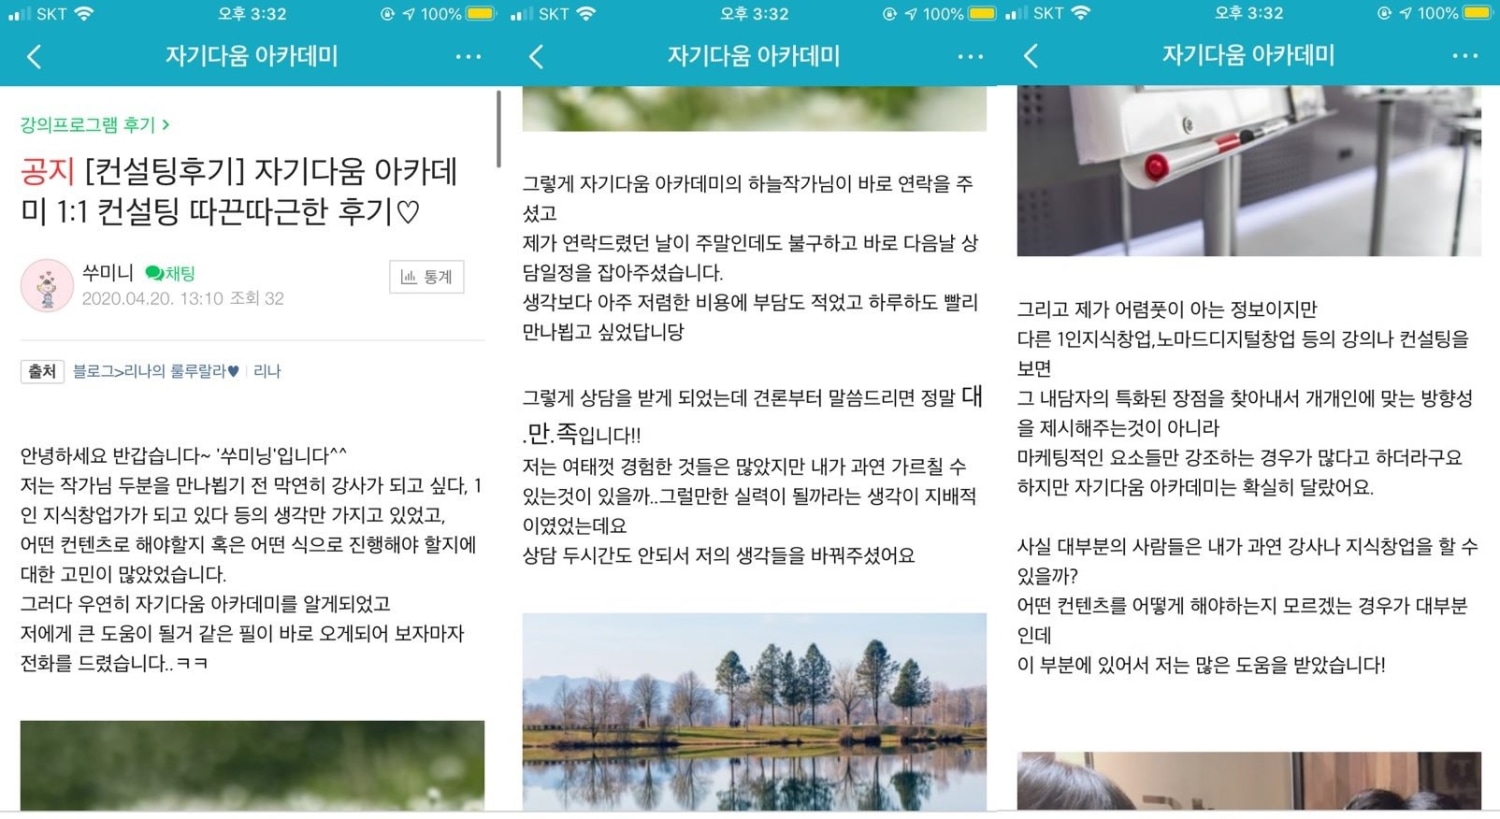 SKT 오후 3:32 100%
자기다움 아카데미
강의프로그램 후기 >
공지 [컨설팅후기] 자기다움 아카데
미 1:1 컨설팅 따끈따근한 후기♡
쑤미니 채팅
2020.04.20. 13:10 조회 32
통계
출처 블로그>리나의 룰루랄라♥ | 리나
안녕하세요 반갑습니다~ '쑤미닝'입니다^^
저는 작가님 두분을 만나뵙기 전 막연히 강사가 되고 싶다, 1
인 지식창업가가 되고 있다 등의 생각만 가지고 있었고,
어떤 컨텐츠로 해야할지 혹은 어떤 식으로 진행해야 할지에
대한 고민이 많았었습니다.
그러다 우연히 자기다움 아카데미를 알게되었고
저에게 큰 도움이 될거 같은 필이 바로 오게되어 보자마자
전화를 드렸습니다..ㅋㅋ
SKT 오후 3:32 100%
자기다움 아카데미
그렇게 자기다움 아카데미의 하늘작가님이 바로 연락을 주
셨고
제가 연락드렸던 날이 주말인데도 불구하고 바로 다음날 상
담일정을 잡아주셨습니다.
생각보다 아주 저렴한 비용에 부담도 적었고 하루하도 빨리
만나뵙고 싶었답니당
그렇게 상담을 받게 되었는데 견론부터 말씀드리면 정말 대
.만.족입니다!!
저는 여태껏 경험한 것들은 많았지만 내가 과연 가르칠 수
있는것이 있을까..그럴만한 실력이 될까라는 생각이 지배적
이였었는데요
상담 두시간도 안되서 저의 생각들을 바꿔주셨어요
SKT 오후 3:32 100%
자기다움 아카데미
그리고 제가 어렴풋이 아는 정보이지만
다른 1인지식창업,노마드디지털창업 등의 강의나 컨설팅을
보면
그 내담자의 특화된 장점을 찾아내서 개개인에 맞는 방향성
을 제시해주는것이 아니라
마케팅적인 요소들만 강조하는 경우가 많다고 하더라구요
하지만 자기다움 아카데미는 확실히 달랐어요.
사실 대부분의 사람들은 내가 과연 강사나 지식창업을 할 수
있을까?
어떤 컨텐츠를 어떻게 해야하는지 모르겠는 경우가 대부분
인데
이 부분에 있어서 저는 많은 도움을 받았습니다!